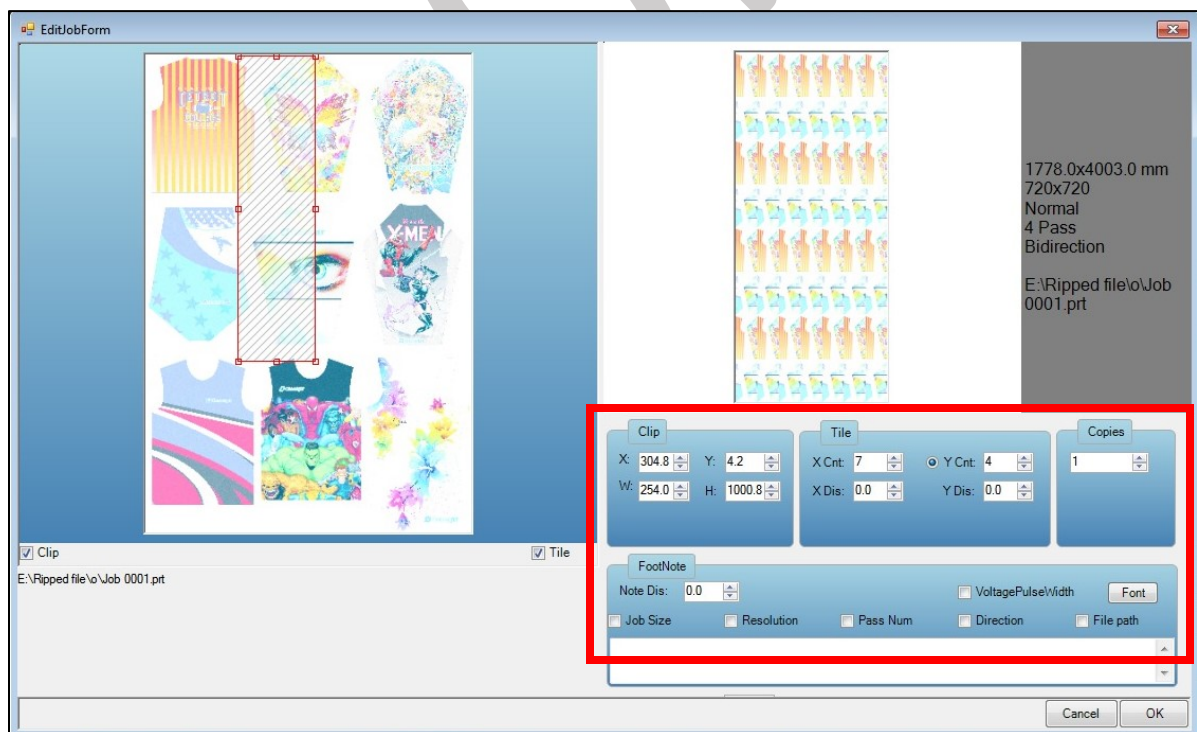 EditJobForm
X-MEN
1778.0x4003.0 mm
720x720
Normal
4 Pass
Bidirection
E:\Ripped file\o\Job
0001.prt
Clip
X: 304.8 Y: 4.2
W: 254.0 H: 1000.8
Tile
X Cnt: 7 Y Cnt: 4
X Dis: 0.0 Y Dis: 0.0
Copies
1
Clip Tile
E:\Ripped file\o\Job 0001.prt
FootNote
Note Dis: 0.0 VoltagePulseWidth Font
Job Size Resolution Pass Num Direction File path
Cancel OK